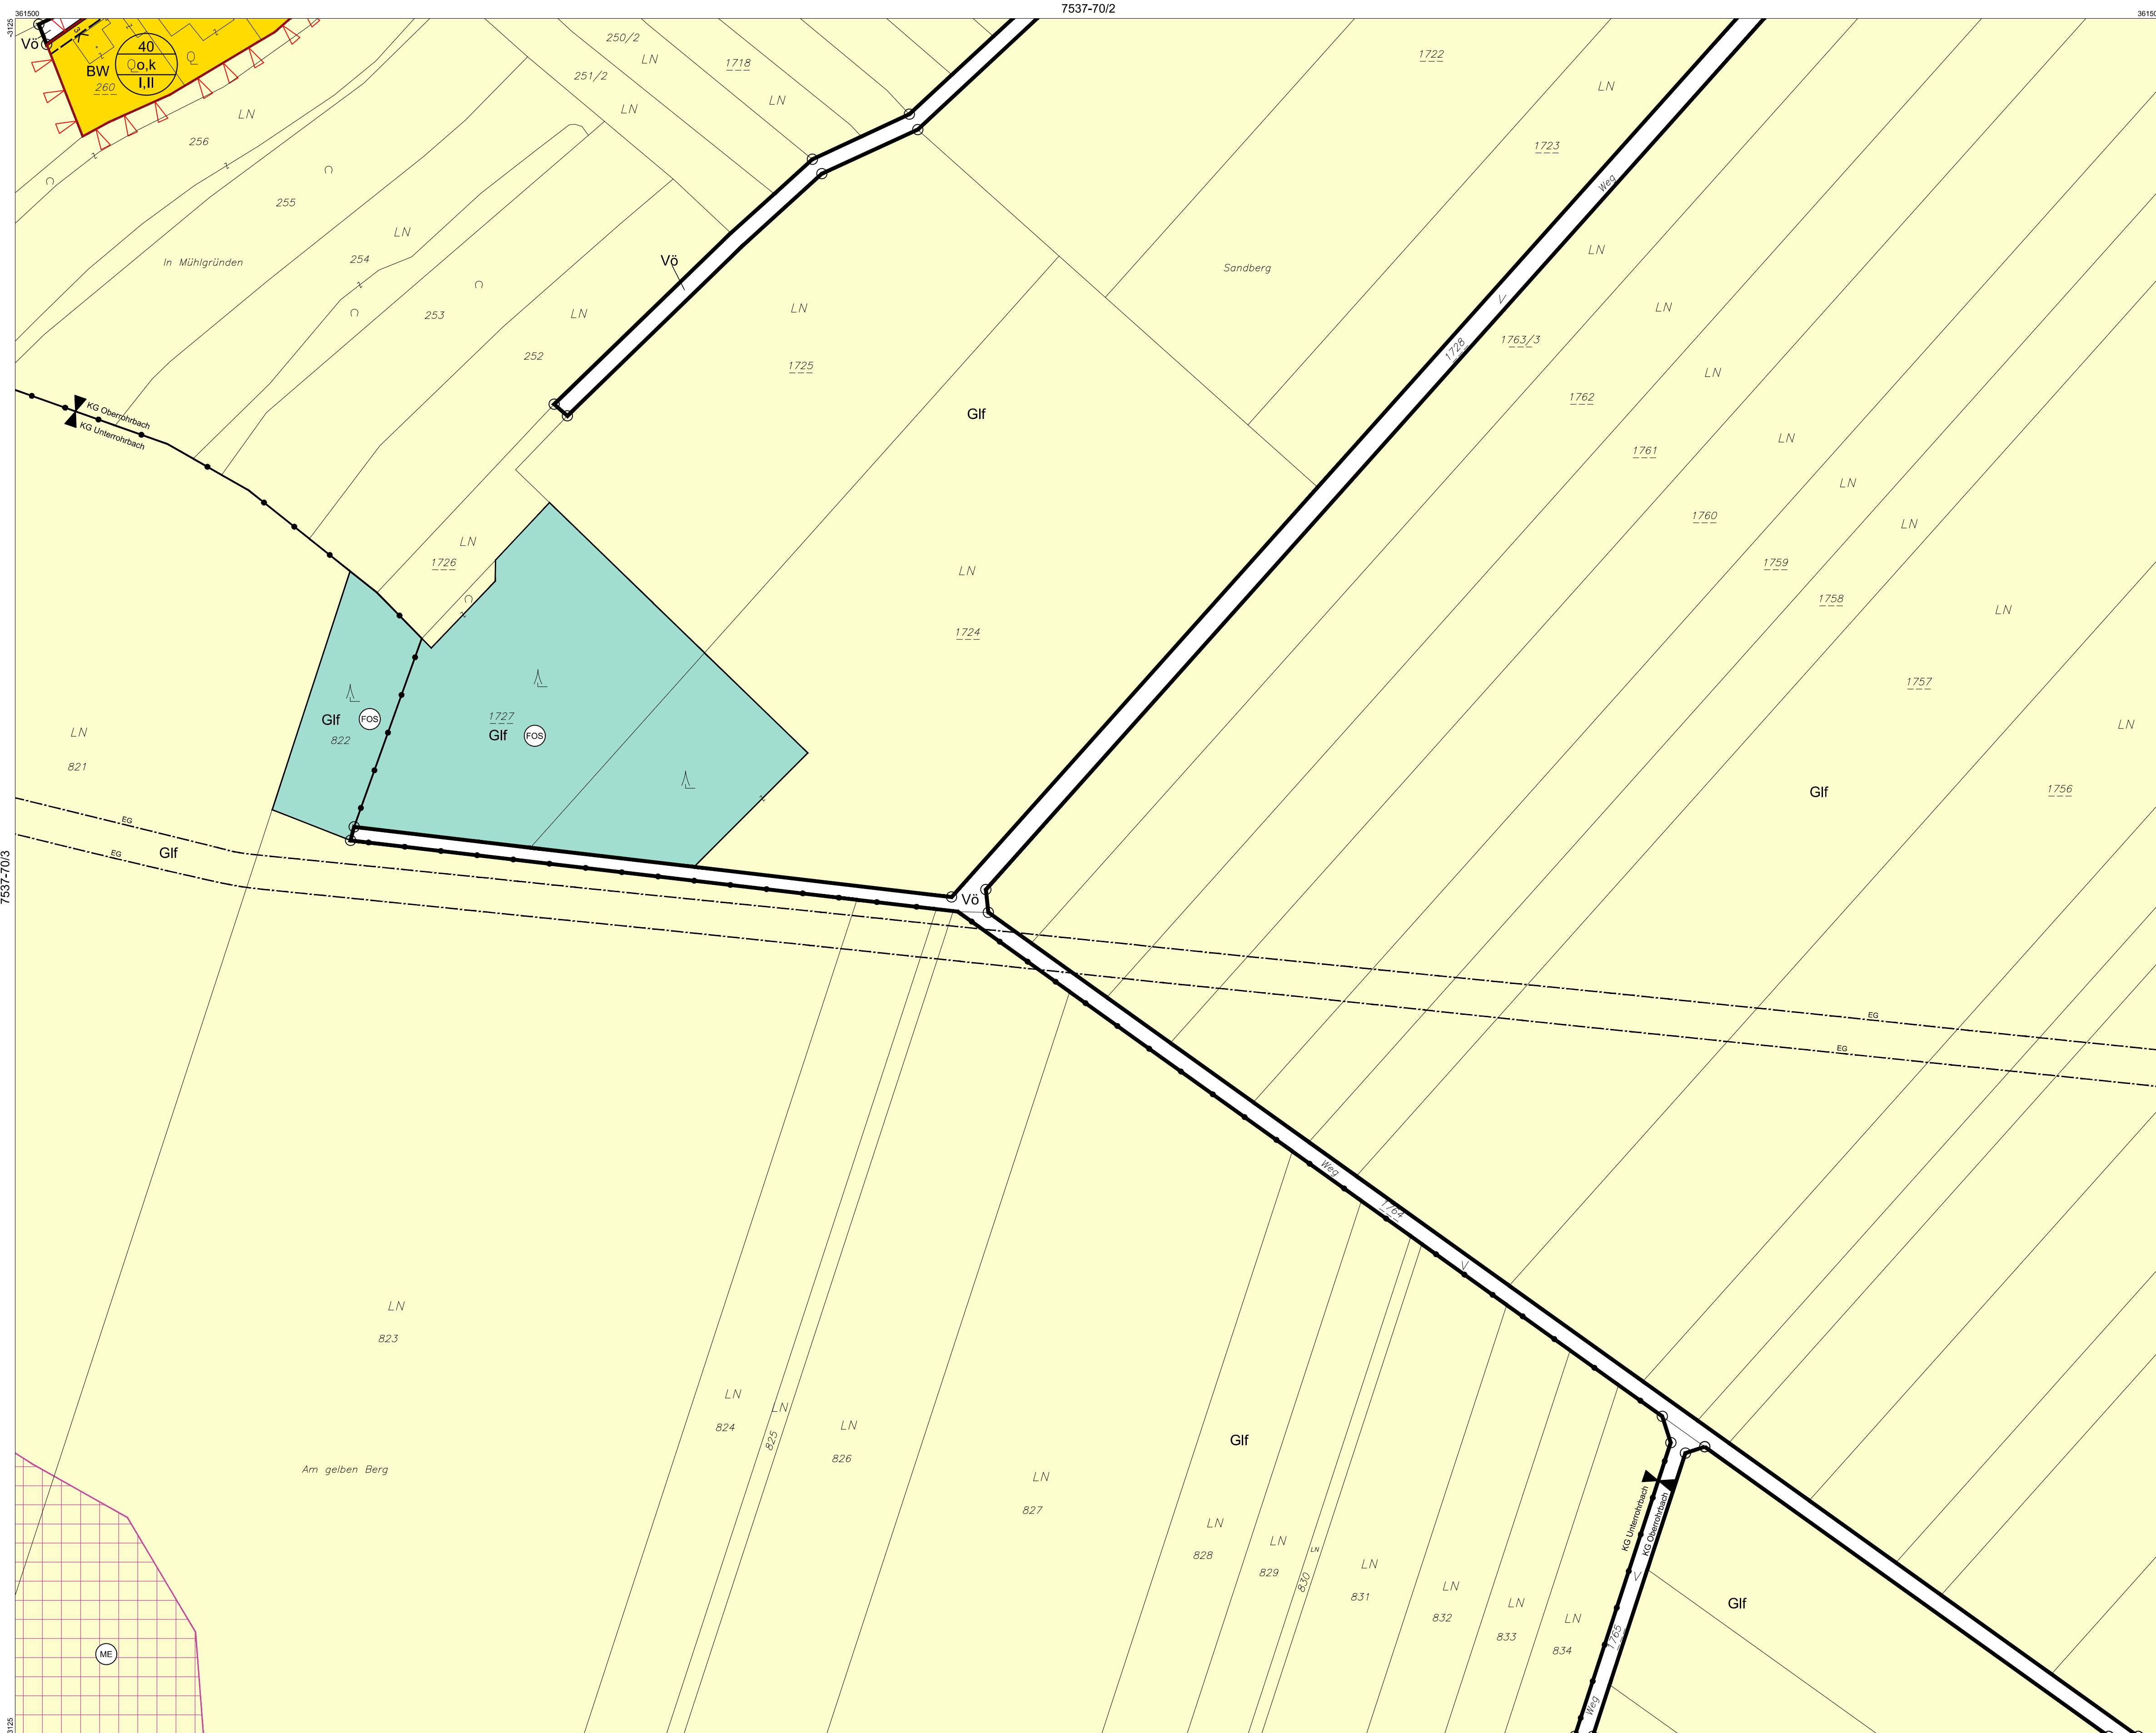 7537-70/2
361500
-3125
Vö
40
o,k
I,II
BW
260
3
LN
256
250/2
LN
251/2
LN
1718
LN
1722
LN
1723
Weg
255
LN
254
In Mühlgründen
253
LN
252
Vö
LN
1725
Sandberg
LN
V
1728
1763/3
LN
1762
LN
1761
LN
LN
1760
LN
1759
1758
LN
1757
LN
1756
Glf
KG Oberrohrbach
KG Unterrohrbach
Glf
LN
1724
LN
1726
1727
Glf FOS
Glf FOS
822
LN
821
EG
EG
Glf
7537-70/3
Vö
EG
EG
Weg
1764
V
LN
823
Am gelben Berg
LN
824
LN
825
LN
826
LN
827
Glf
LN
828
LN
829
LN
830
LN
831
LN
832
LN
833
LN
834
KG Unterrohrbach
KG Oberrohrbach
V
1765
Weg
Glf
ME